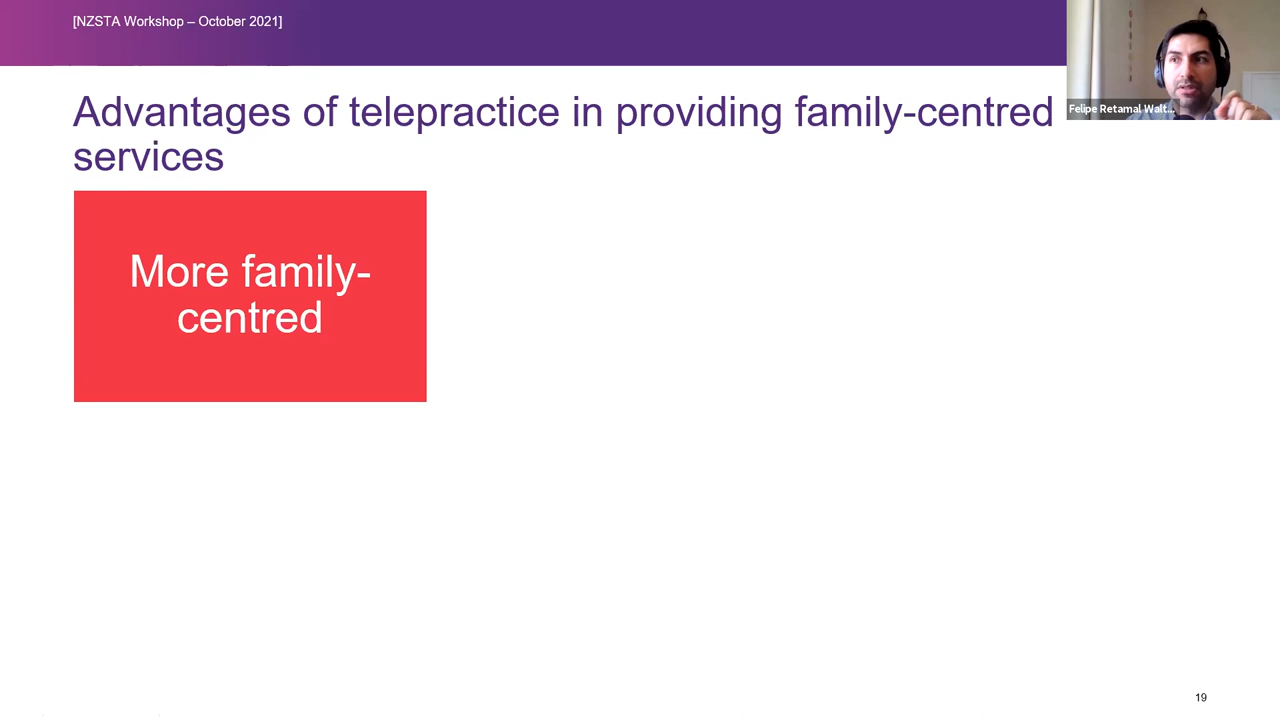 [NZSTA Workshop – October 2021]
Felipe Retamal Walt...
Advantages of telepractice in providing family-centred
services
More family-
centred
19